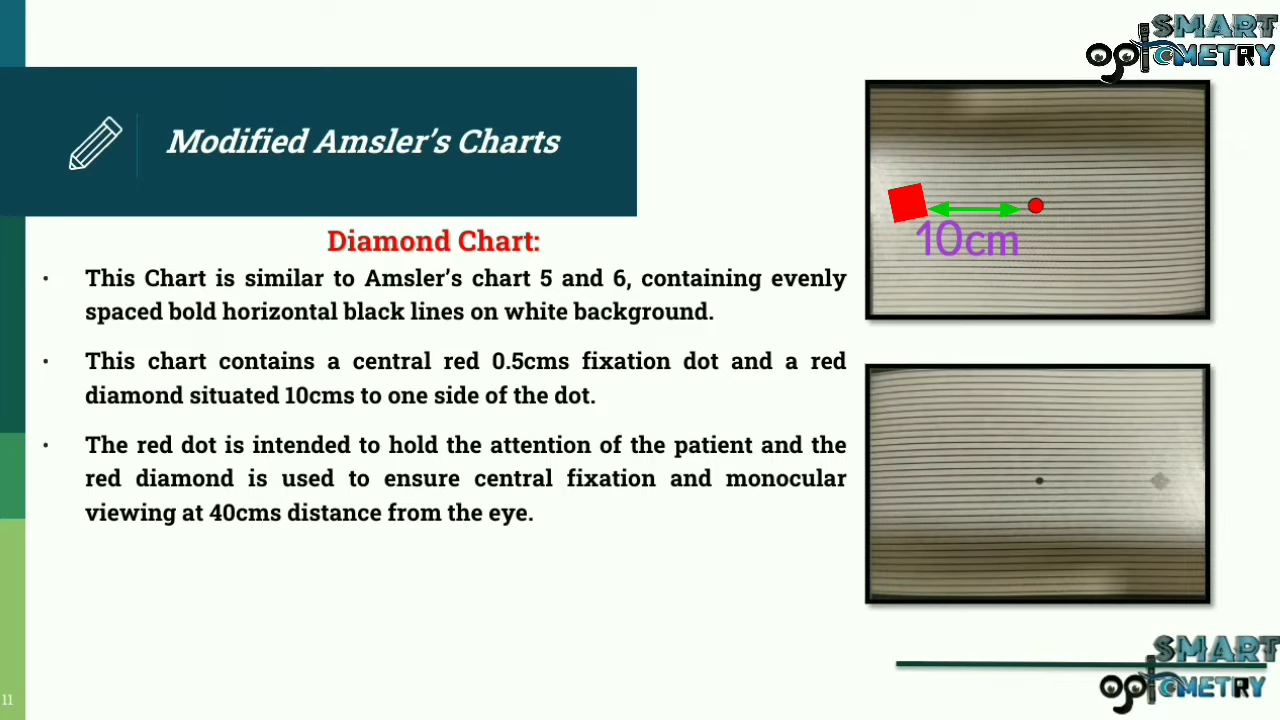 SMART
OPTOMETRY
Modified Amsler's Charts
Diamond Chart:
• This Chart is similar to Amsler's chart 5 and 6, containing evenly
spaced bold horizontal black lines on white background.
• This chart contains a central red 0.5cms fixation dot and a red
diamond situated 10cms to one side of the dot.
• The red dot is intended to hold the attention of the patient and the
red diamond is used to ensure central fixation and monocular
viewing at 40cms distance from the eye.
10cm
SMART
OPTOMETRY
11